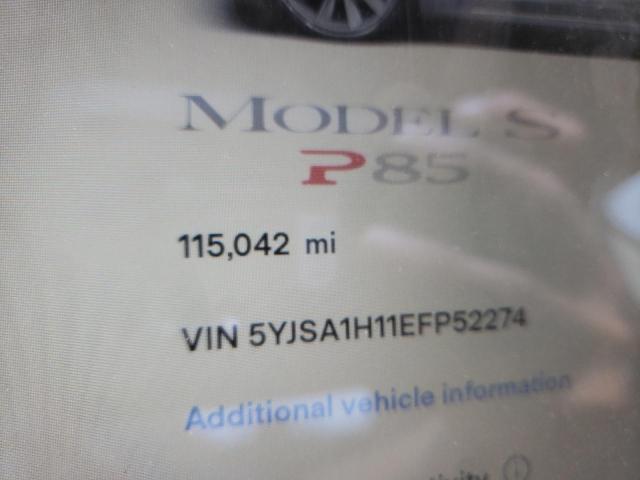 MODEL S
P85
115,042 mi
VIN 5YJSA1H11EFP52274
Additional vehicle information